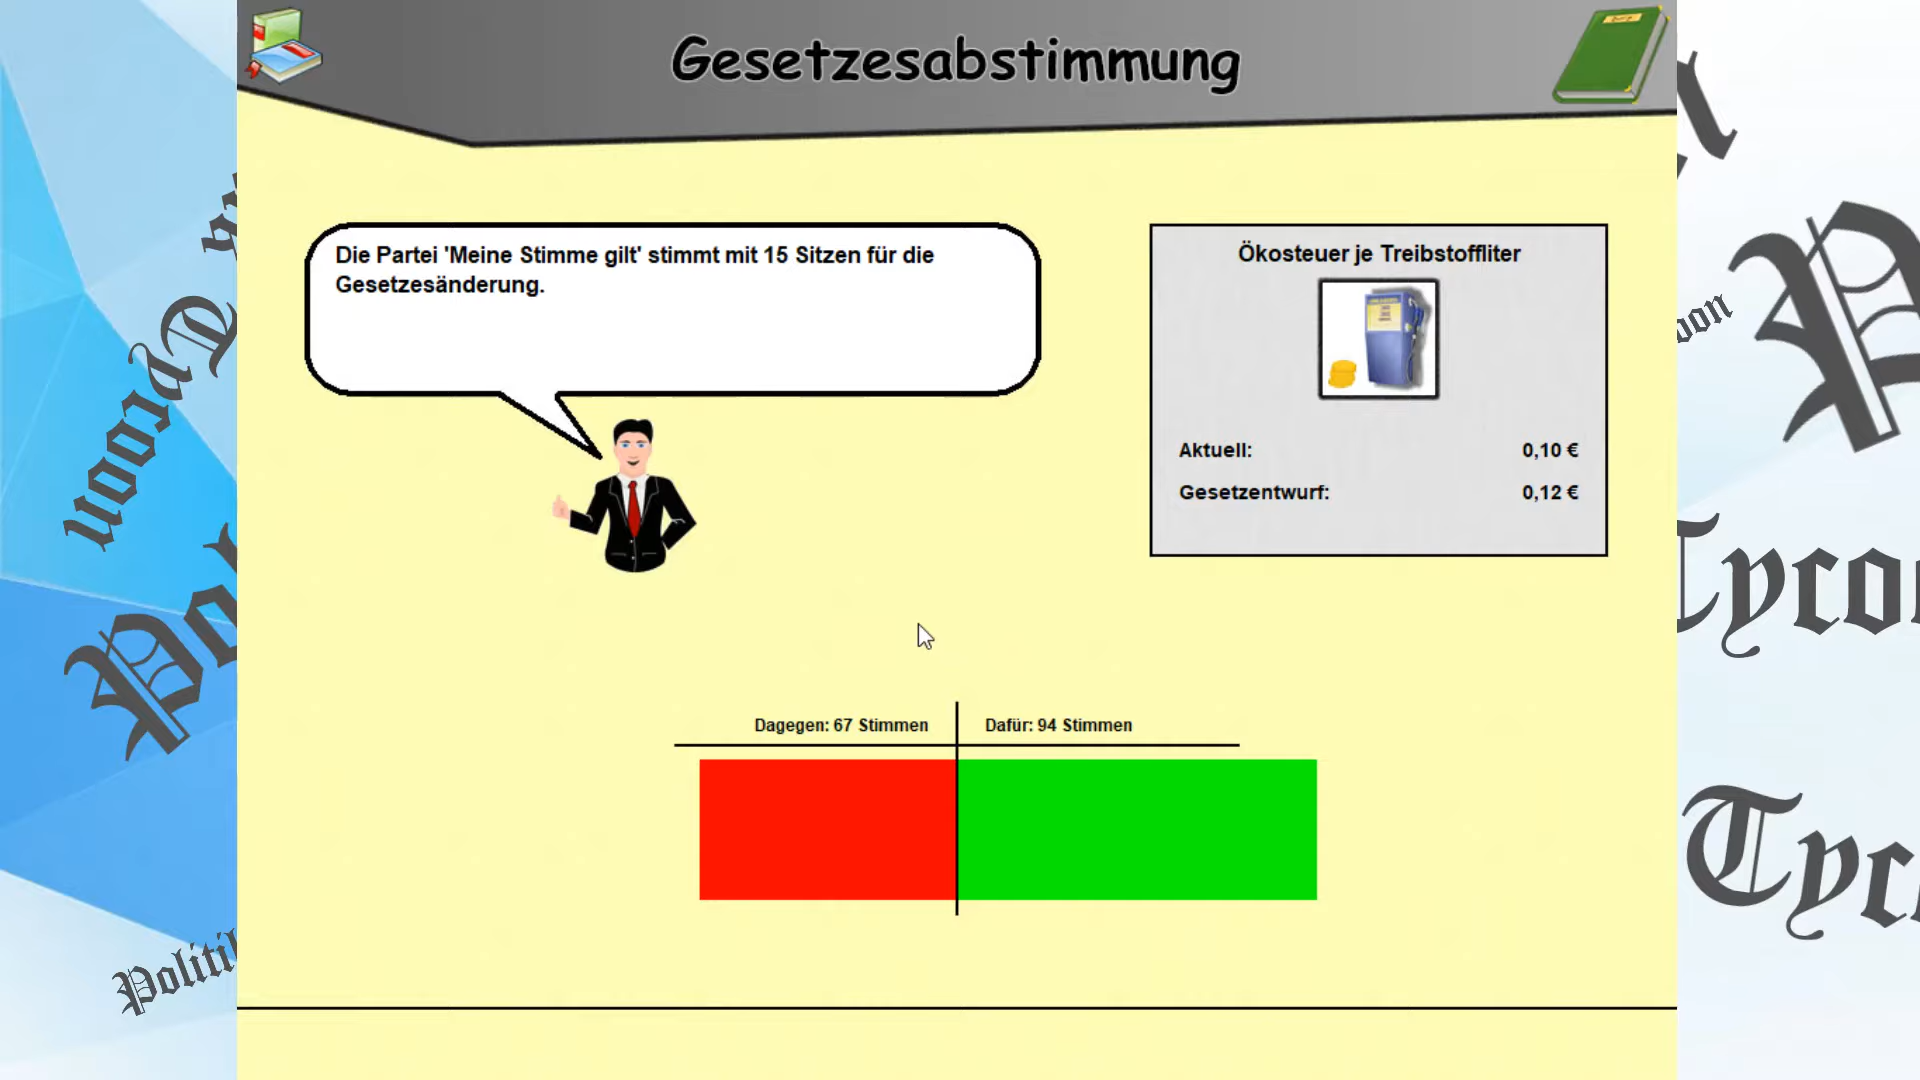 Gesetzesabstimmung
Die Partei 'Meine Stimme gilt' stimmt mit 15 Sitzen für die
Gesetzesänderung.
Ökosteuer je Treibstoffliter
Aktuell: 0,10 €
Gesetzentwurf: 0,12 €
Dagegen: 67 Stimmen
Dafür: 94 Stimmen
Tycoon
Tycoon